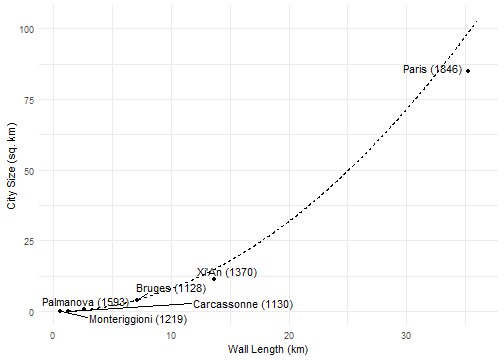 100
75
50
25
0
City Size (sq. km)
Paris (1846)
Xi'An (1370)
Bruges (1128)
Palmanova (1593)
Carcassonne (1130)
Monteriggioni (1219)
0
10
20
30
Wall Length (km)